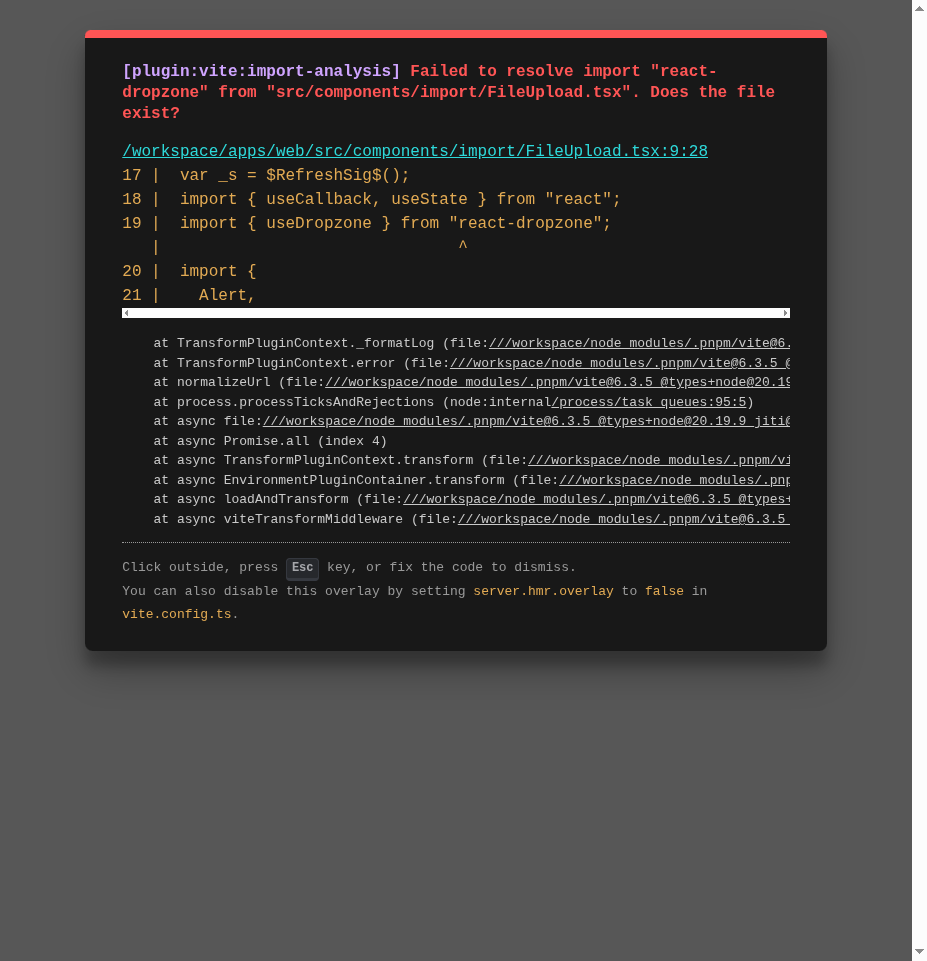 [plugin:vite:import-analysis] Failed to resolve import "react-
dropzone" from "src/components/import/FileUpload.tsx". Does the file
exist?
/workspace/apps/web/src/components/import/FileUpload.tsx:9:28
17 |  var _s = $RefreshSig$();
18 |  import { useCallback, useState } from "react";
19 |  import { useDropzone } from "react-dropzone";
   |                               ^
20 |  import {
21 |    Alert,
at TransformPluginContext._formatLog (file:///workspace/node_modules/.pnpm/vite@6.
at TransformPluginContext.error (file:///workspace/node_modules/.pnpm/vite@6.3.5_@
at normalizeUrl (file:///workspace/node_modules/.pnpm/vite@6.3.5_@types+node@20.19
at process.processTicksAndRejections (node:internal/process/task_queues:95:5)
at async file:///workspace/node_modules/.pnpm/vite@6.3.5_@types+node@20.19.9_jiti@
at async Promise.all (index 4)
at async TransformPluginContext.transform (file:///workspace/node_modules/.pnpm/vi
at async EnvironmentPluginContainer.transform (file:///workspace/node_modules/.pnp
at async loadAndTransform (file:///workspace/node_modules/.pnpm/vite@6.3.5_@types+
at async viteTransformMiddleware (file:///workspace/node_modules/.pnpm/vite@6.3.5_
Click outside, press Esc key, or fix the code to dismiss.
You can also disable this overlay by setting server.hmr.overlay to false in
vite.config.ts.